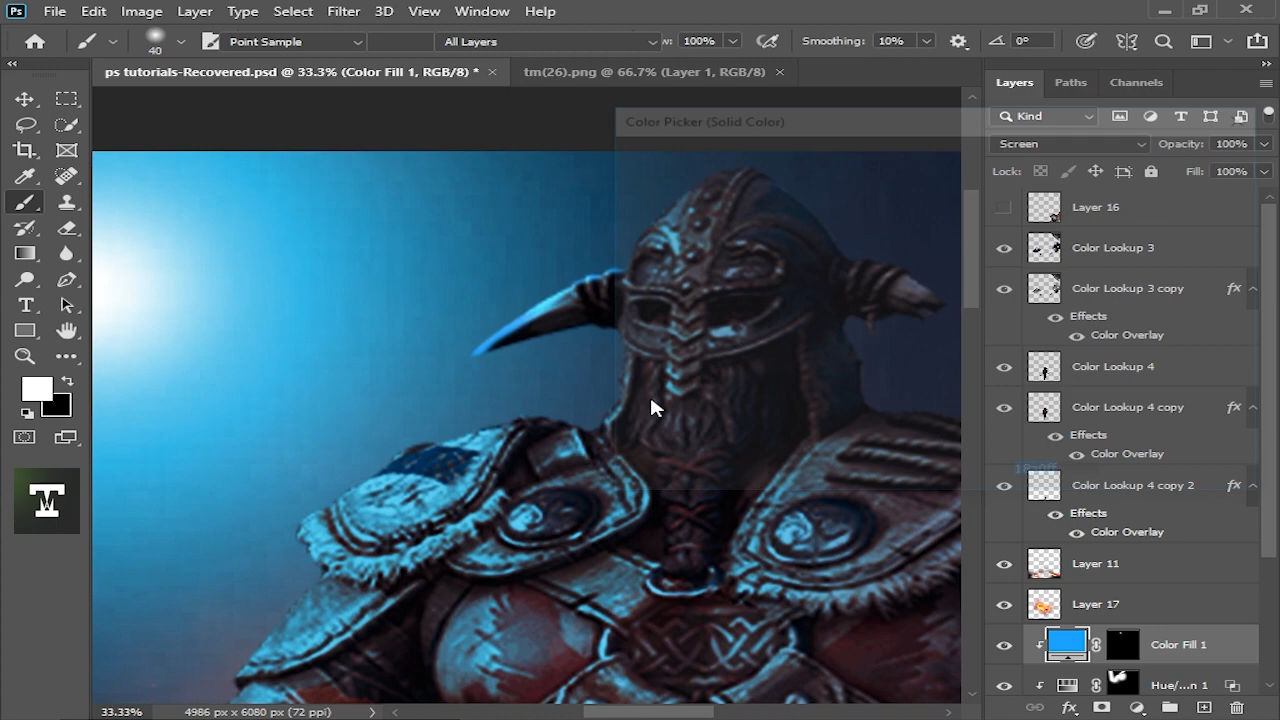 Ps File Edit Image Layer Type Select Filter 3D View Window Help
40 Point Sample All Layers 100% Smoothing: 10% 0°
ps tutorials-Recovered.psd @ 33.3% (Color Fill 1, RGB/8) * tm(26).png @ 66.7% (Layer 1, RGB/8)
Layers Paths Channels
Color Picker (Solid Color)
Kind
Screen Opacity: 100%
Lock: Fill: 100%
Layer 16
Color Lookup 3
Color Lookup 3 copy fx
Effects
Color Overlay
Color Lookup 4
Color Lookup 4 copy fx
Effects
Color Overlay
Color Lookup 4 copy 2 fx
Effects
Color Overlay
Layer 11
Layer 17
Color Fill 1
Hue/...n 1
TM
33.33% 4986 px x 6080 px (72 ppi)